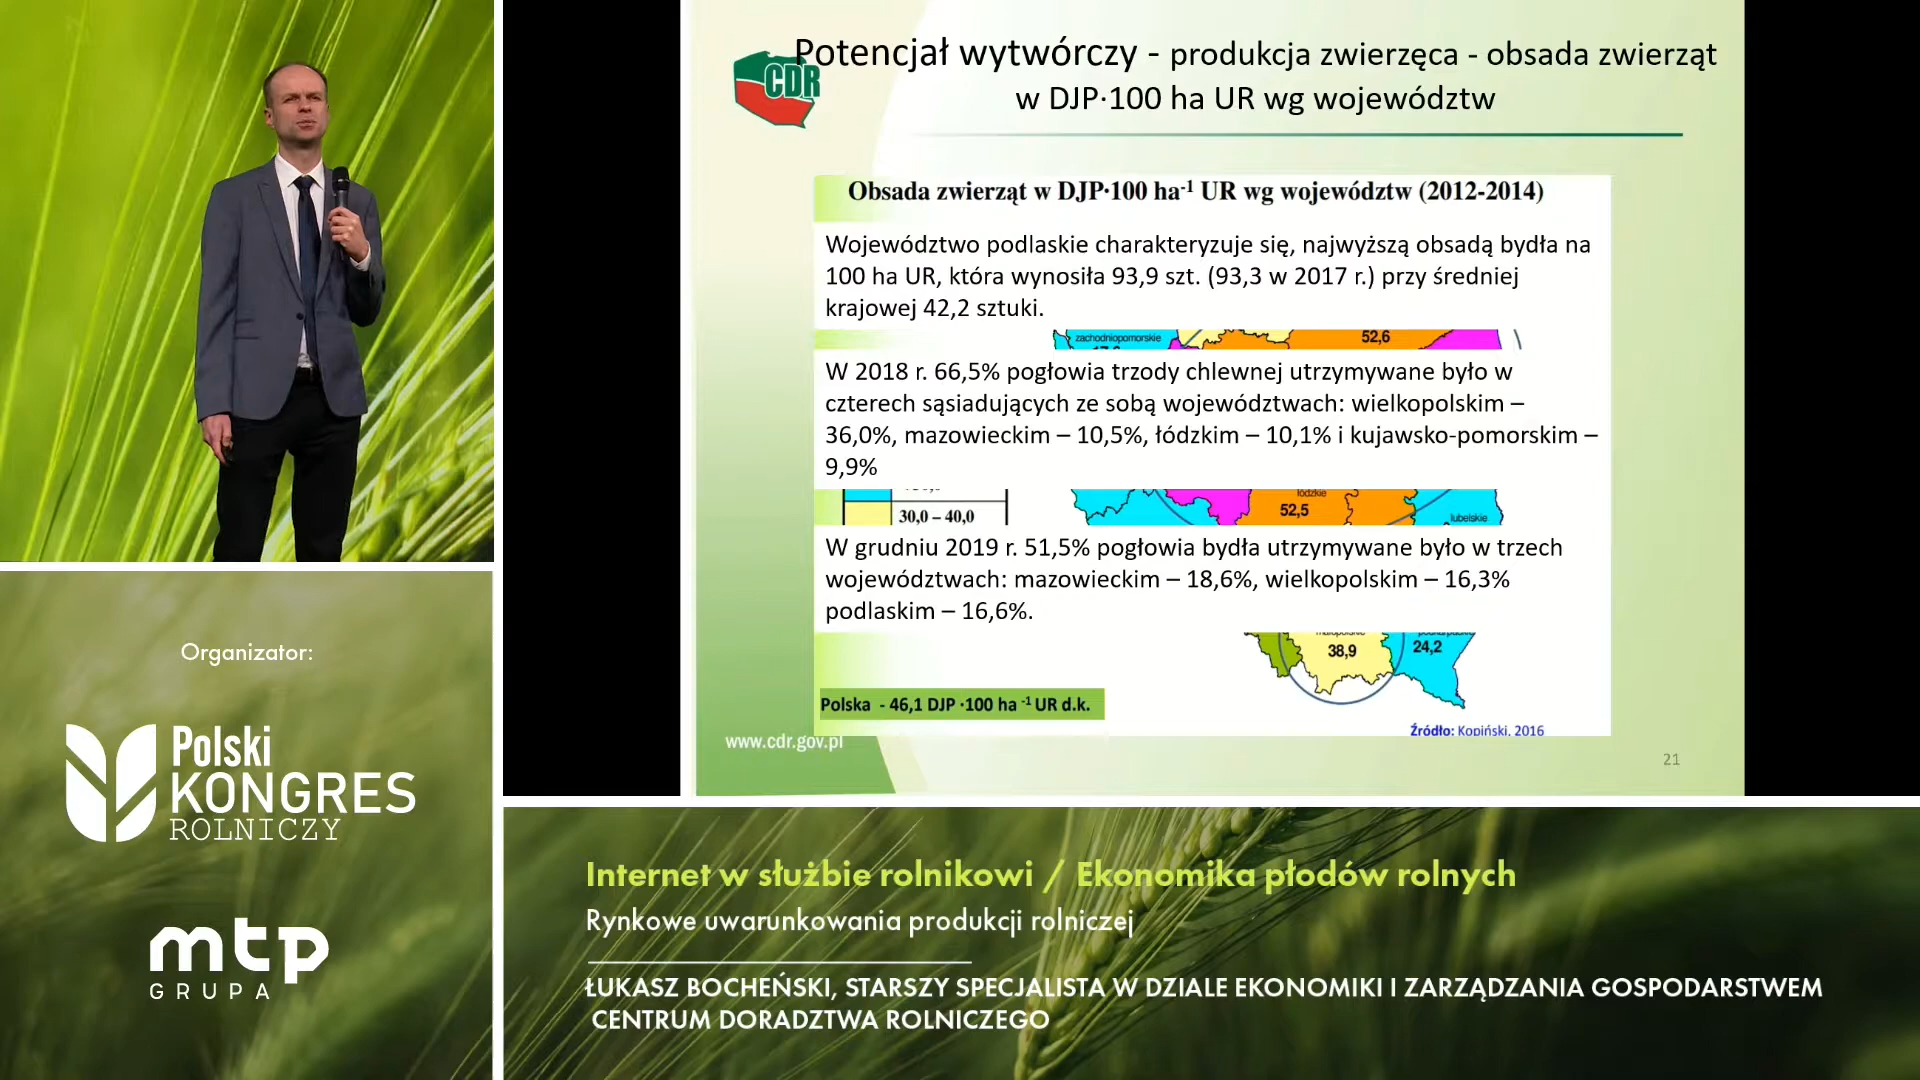 CDR
Potencjał wytwórczy - produkcja zwierzęca - obsada zwierząt
w DJP·100 ha UR wg województw
Obsada zwierząt w DJP·100 ha⁻¹ UR wg województw (2012-2014)
Województwo podlaskie charakteryzuje się, najwyższą obsadą bydła na
100 ha UR, która wynosiła 93,9 szt. (93,3 w 2017 r.) przy średniej
krajowej 42,2 sztuki.
zachodniopomorskie
52,6
W 2018 r. 66,5% pogłowia trzody chlewnej utrzymywane było w
czterech sąsiadujących ze sobą województwach: wielkopolskim –
36,0%, mazowieckim – 10,5%, łódzkim – 10,1% i kujawsko-pomorskim –
9,9%
30,0 – 40,0
łódzkie
52,5
lubelskie
W grudniu 2019 r. 51,5% pogłowia bydła utrzymywane było w trzech
województwach: mazowieckim – 18,6%, wielkopolskim – 16,3%
podlaskim – 16,6%.
38,9
24,2
Polska - 46,1 DJP ·100 ha ⁻¹ UR d.k.
Źródło: Kopiński, 2016
www.cdr.gov.pl
21
Organizator:
Polski
KONGRES
ROLNICZY
mtp
GRUPA
Internet w służbie rolnikowi / Ekonomika płodów rolnych
Rynkowe uwarunkowania produkcji rolniczej
ŁUKASZ BOCHEŃSKI, STARSZY SPECJALISTA W DZIALE EKONOMIKI I ZARZĄDZANIA GOSPODARSTWEM
CENTRUM DORADZTWA ROLNICZEGO